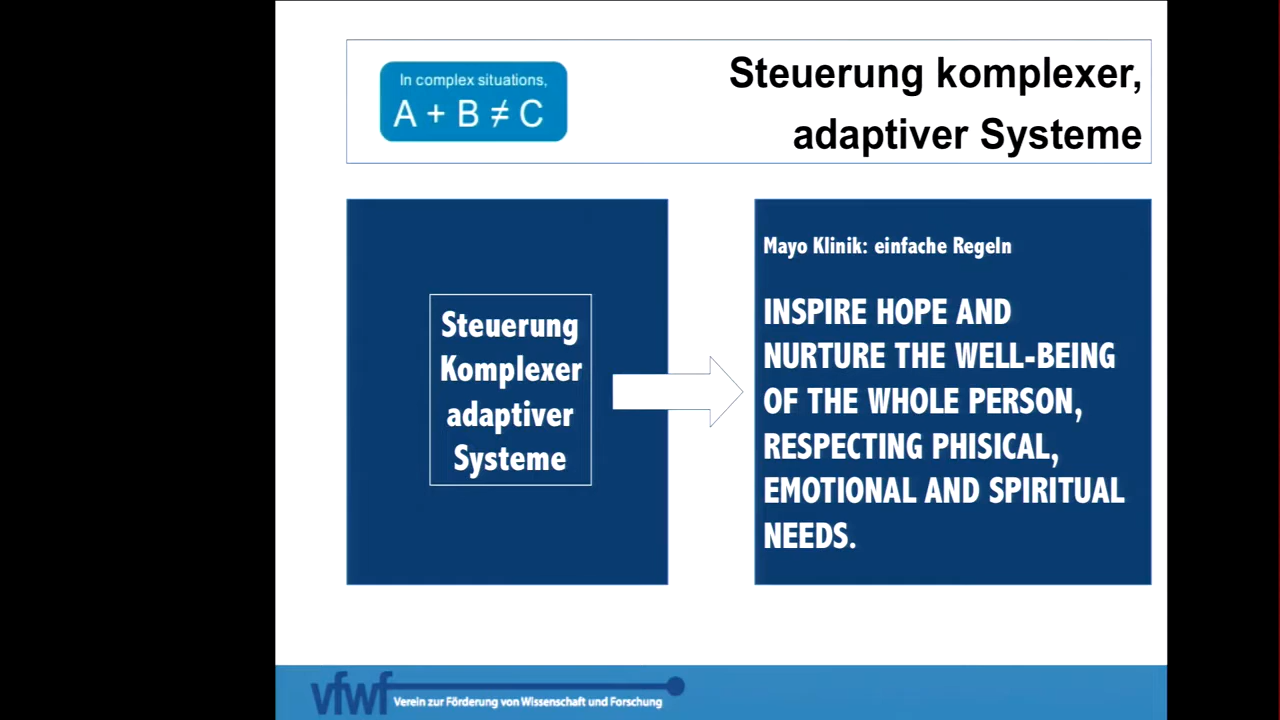 In complex situations,
A + B ≠ C
Steuerung komplexer,
adaptiver Systeme
Steuerung
Komplexer
adaptiver
Systeme
Mayo Klinik: einfache Regeln
INSPIRE HOPE AND
NURTURE THE WELL-BEING
OF THE WHOLE PERSON,
RESPECTING PHISICAL,
EMOTIONAL AND SPIRITUAL
NEEDS.
vfwf
Verein zur Förderung von Wissenschaft und Forschung